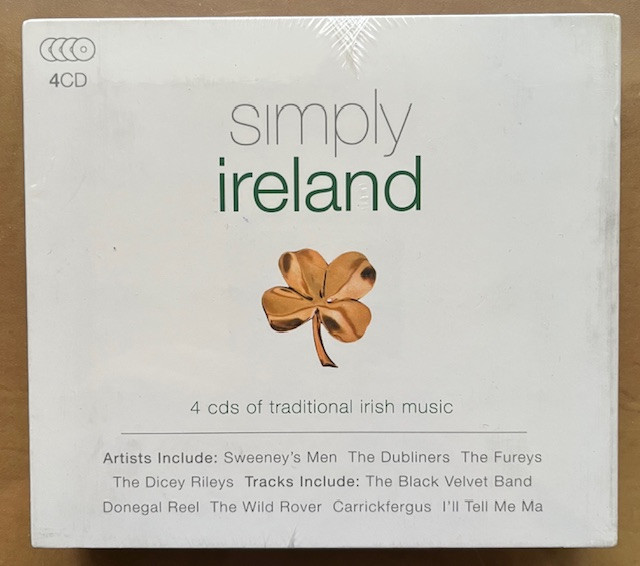 4CD
simply
ireland
4 cds of traditional irish music
Artists Include: Sweeney's Men The Dubliners The Fureys
The Dicey Rileys Tracks Include: The Black Velvet Band
Donegal Reel The Wild Rover Carrickfergus I'll Tell Me Ma